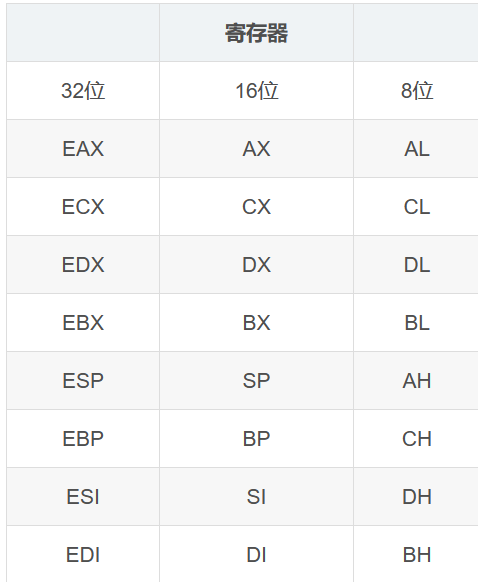 寄存器
32位 16位 8位
EAX AX AL
ECX CX CL
EDX DX DL
EBX BX BL
ESP SP AH
EBP BP CH
ESI SI DH
EDI DI BH